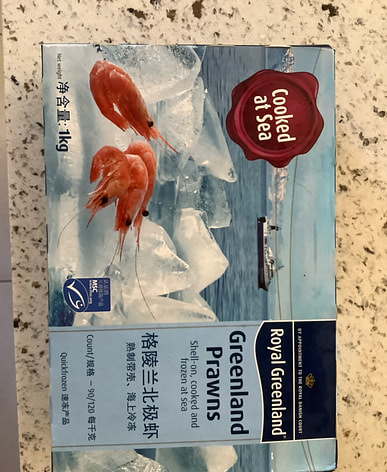 Cooked
at Sea
Net weight
净含量: 1kg
MSC
BY APPOINTMENT TO THE ROYAL DANISH COURT
Royal Greenland®
Greenland
Prawns
Shell-on, cooked and
frozen at sea
格陵兰北极虾
熟制带壳, 海上冷冻
Count/规格 – 90/120 每千克
Quickfrozen 速冻产品